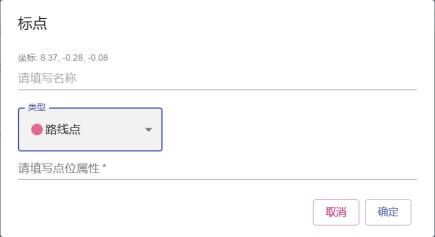 标点
坐标: 8.37, -0.28, -0.08
请填写名称
类型
路线点
请填写点位属性 *
取消
确定